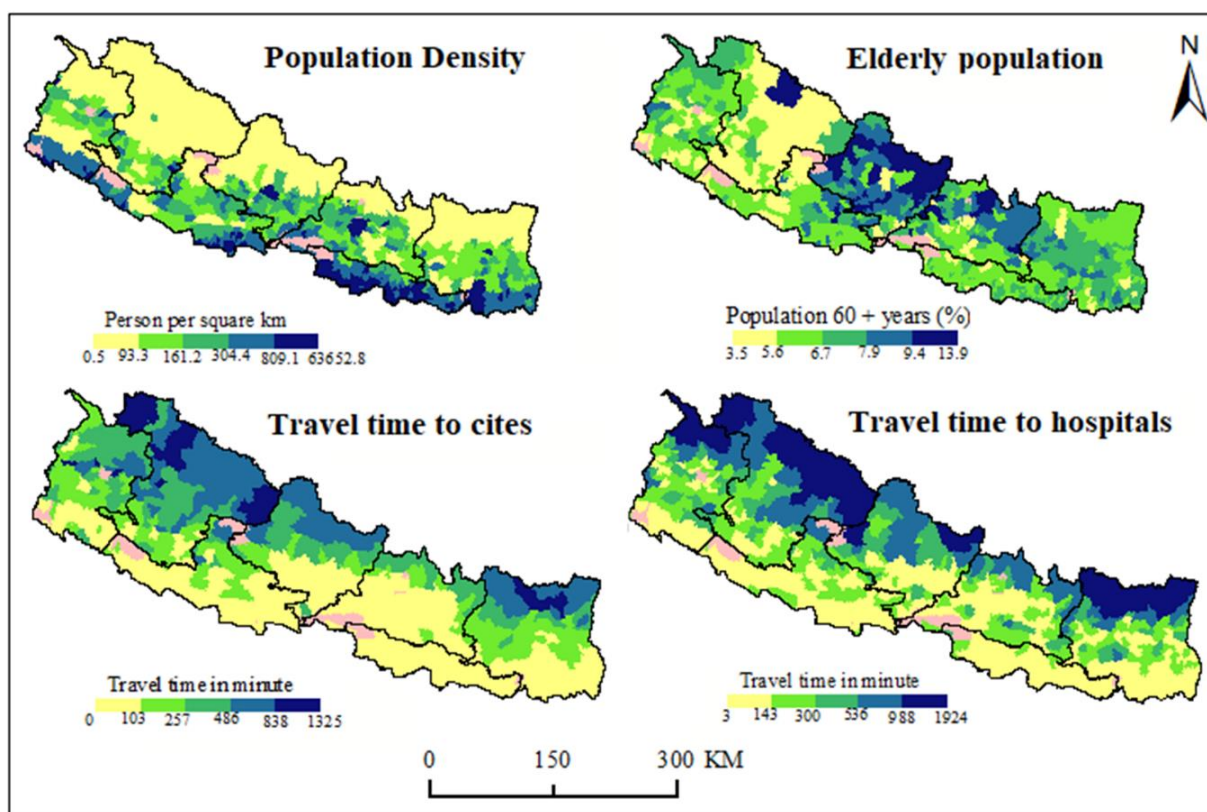 Population Density
Person per square km
0.5 93.3 161.2 304.4 809.1 63652.8
Elderly population
N
Population 60 + years (%)
3.5 5.6 6.7 7.9 9.4 13.9
Travel time to cites
Travel time in minute
0 103 257 486 838 1325
Travel time to hospitals
Travel time in minute
3 143 300 536 988 1924
0 150 300 KM